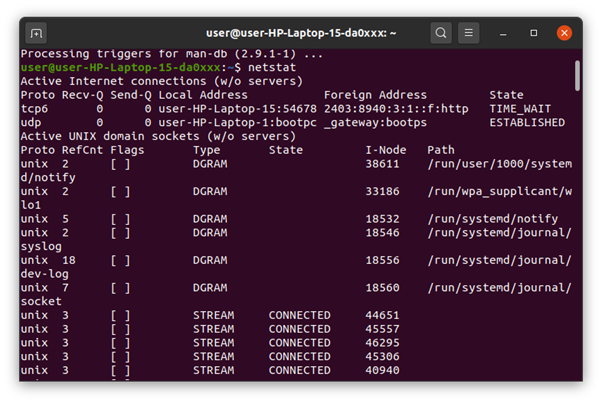 user@user-HP-Laptop-15-da0xxx: ~
Processing triggers for man-db (2.9.1-1) ...
user@user-HP-Laptop-15-da0xxx:~$ netstat
Active Internet connections (w/o servers)
Proto Recv-Q Send-Q Local Address           Foreign Address         State
tcp6       0      0 user-HP-Laptop-15:54678 2403:8940:3:1::f:http   TIME_WAIT
udp        0      0 user-HP-Laptop-1:bootpc _gateway:bootps         ESTABLISHED
Active UNIX domain sockets (w/o servers)
Proto RefCnt Flags       Type       State         I-Node   Path
unix  2      [ ]         DGRAM                    38611    /run/user/1000/system
d/notify
unix  2      [ ]         DGRAM                    33186    /run/wpa_supplicant/w
lo1
unix  5      [ ]         DGRAM                    18532    /run/systemd/notify
unix  2      [ ]         DGRAM                    18546    /run/systemd/journal/
syslog
unix  18     [ ]         DGRAM                    18556    /run/systemd/journal/
dev-log
unix  7      [ ]         DGRAM                    18560    /run/systemd/journal/
socket
unix  3      [ ]         STREAM     CONNECTED     44651
unix  3      [ ]         STREAM     CONNECTED     45557
unix  3      [ ]         STREAM     CONNECTED     46295
unix  3      [ ]         STREAM     CONNECTED     45306
unix  3      [ ]         STREAM     CONNECTED     40940